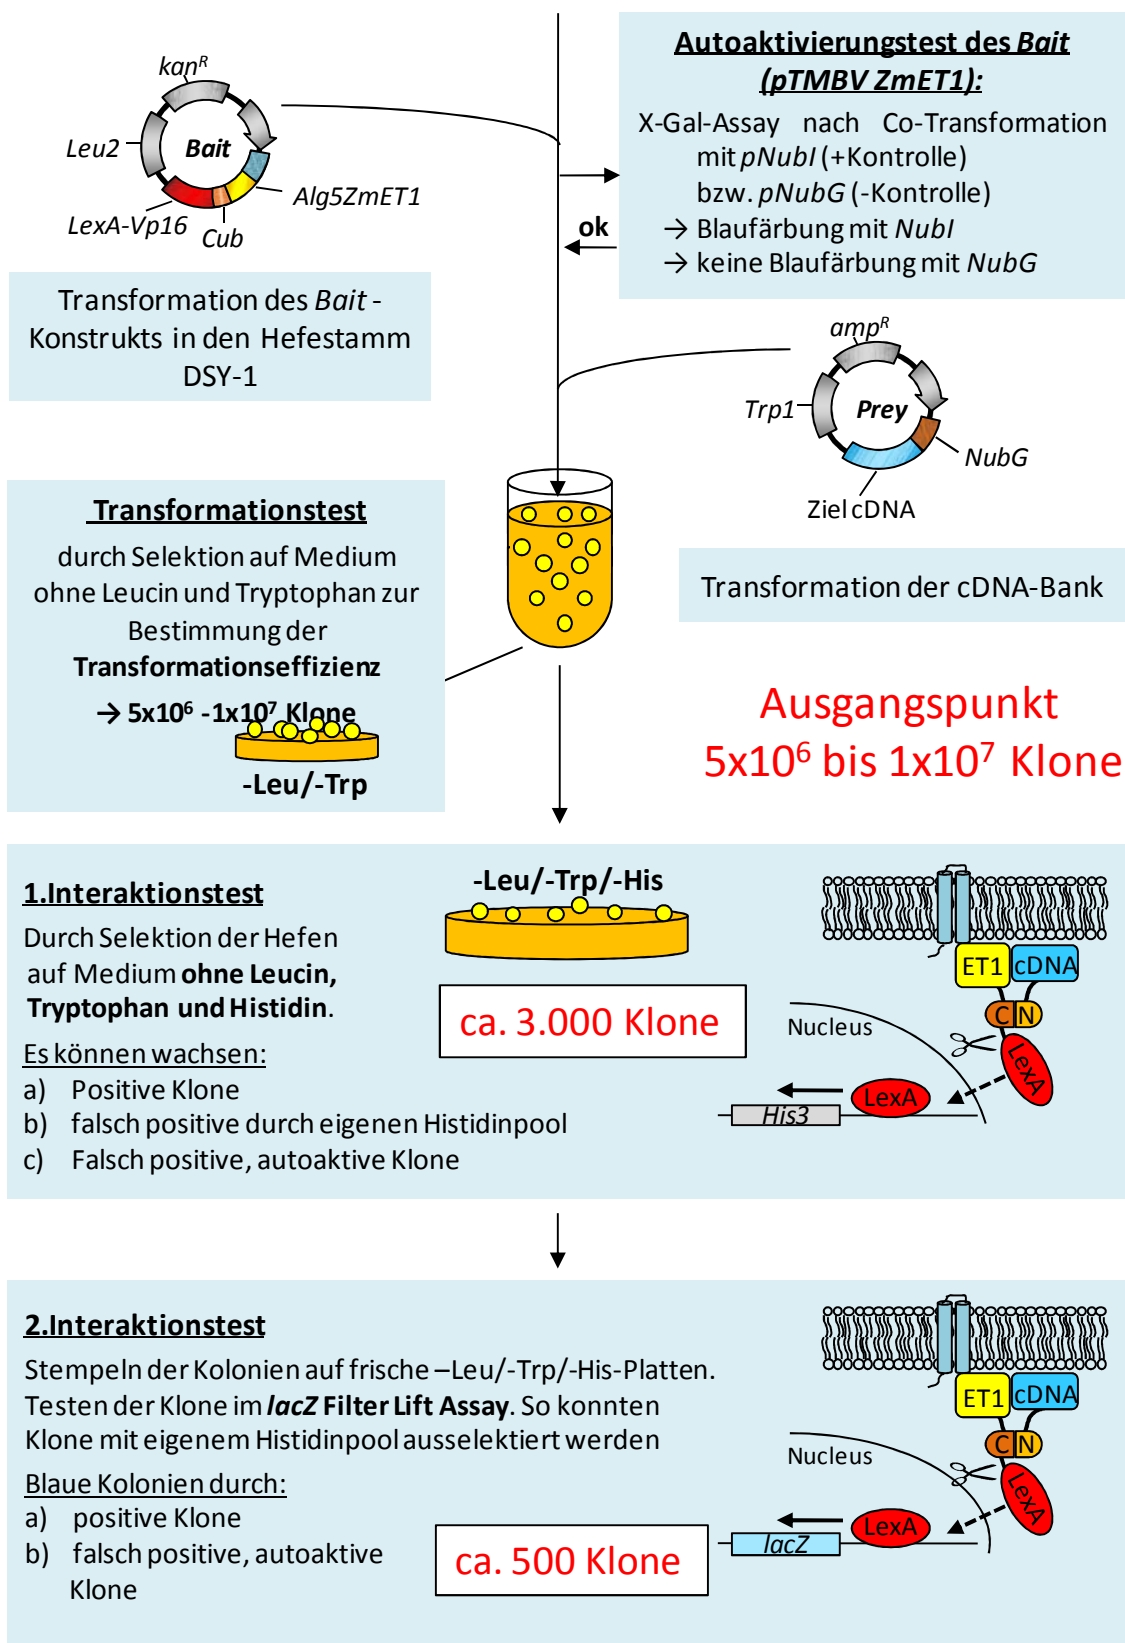 kan^R
Leu2
Bait
Alg5ZmET1
LexA-Vp16
Cub
Transformation des Bait -
Konstrukts in den Hefestamm
DSY-1
Autoaktivierungstest des Bait
(pTMBV ZmET1):
X-Gal-Assay nach Co-Transformation
mit pNubI (+Kontrolle)
bzw. pNubG (-Kontrolle)
→ Blaufärbung mit NubI
→ keine Blaufärbung mit NubG
ok
amp^R
Trp1
Prey
NubG
Ziel cDNA
Transformation der cDNA-Bank
Transformationstest
durch Selektion auf Medium
ohne Leucin und Tryptophan zur
Bestimmung der
Transformationseffizienz
→ 5x10⁶ -1x10⁷ Klone
-Leu/-Trp
Ausgangspunkt
5x10⁶ bis 1x10⁷ Klone
1.Interaktionstest
Durch Selektion der Hefen
auf Medium ohne Leucin,
Tryptophan und Histidin.
Es können wachsen:
a) Positive Klone
b) falsch positive durch eigenen Histidinpool
c) Falsch positive, autoaktive Klone
-Leu/-Trp/-His
ca. 3.000 Klone
ET1 cDNA
C N
Nucleus
LexA
LexA
His3
2.Interaktionstest
Stempeln der Kolonien auf frische –Leu/-Trp/-His-Platten.
Testen der Klone im lacZ Filter Lift Assay. So konnten
Klone mit eigenem Histidinpool ausselektiert werden
Blaue Kolonien durch:
a) positive Klone
b) falsch positive, autoaktive
Klone
ca. 500 Klone
ET1 cDNA
C N
Nucleus
LexA
LexA
lacZ